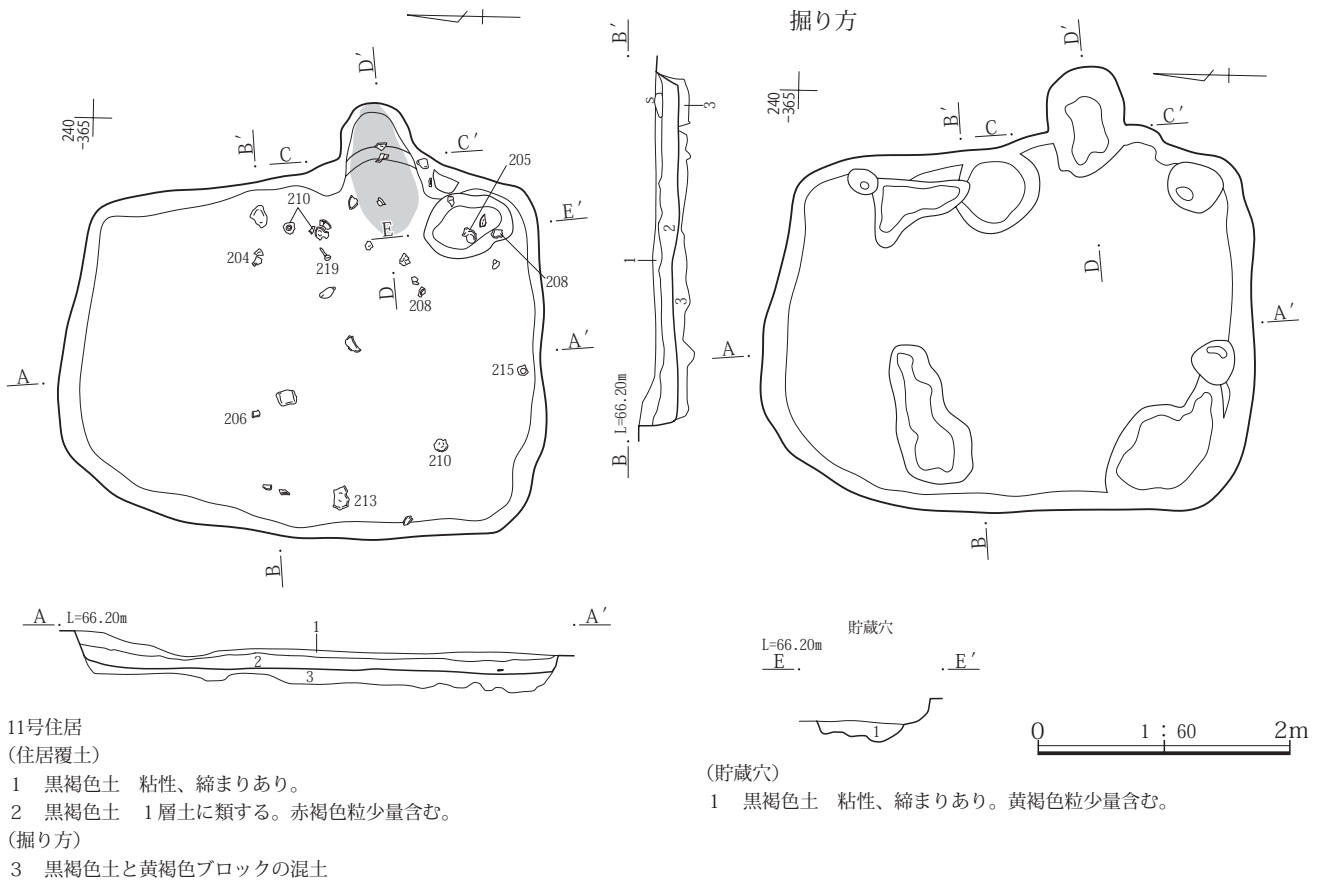 掘り方
D′
240
-365
B′
C
C′
205
210
E′
204
219
E
208
D
208
A′
A
215
206
210
213
B
B′
S
3
2
1
3
L=66.20m
B
D′
240
-365
B′
C
C′
D
A′
A
B
A L=66.20m
A′
1
2
3
貯蔵穴
L=66.20m
E
E′
1
0 1：60 2m
11号住居
（住居覆土）
1　黒褐色土　粘性、締まりあり。
2　黒褐色土　１層土に類する。赤褐色粒少量含む。
（掘り方）
3　黒褐色土と黄褐色ブロックの混土
（貯蔵穴）
1　黒褐色土　粘性、締まりあり。黄褐色粒少量含む。